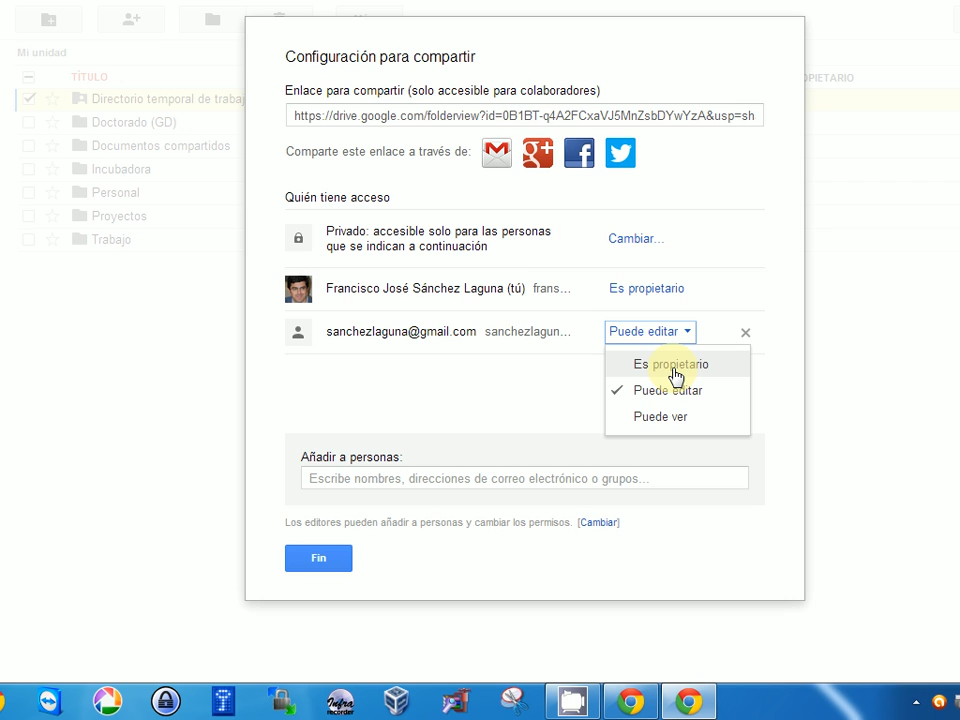 Mi unidad
TÍTULO
OPIETARIO
Directorio temporal de trabaj
Doctorado (GD)
Documentos compartidos
Incubadora
Personal
Proyectos
Trabajo
Configuración para compartir
Enlace para compartir (solo accesible para colaboradores)
https://drive.google.com/folderview?id=0B1BT-q4A2FCxaVJ5MnZsbDYwYzA&usp=sh
Comparte este enlace a través de:
Quién tiene acceso
Privado: accesible solo para las personas
que se indican a continuación
Cambiar...
Francisco José Sánchez Laguna (tú) frans... Es propietario
sanchezlaguna@gmail.com sanchezlagun... Puede editar
Es propietario
Puede editar
Puede ver
Añadir a personas:
Escribe nombres, direcciones de correo electrónico o grupos...
Los editores pueden añadir a personas y cambiar los permisos. [Cambiar]
Fin
Infra
recorder